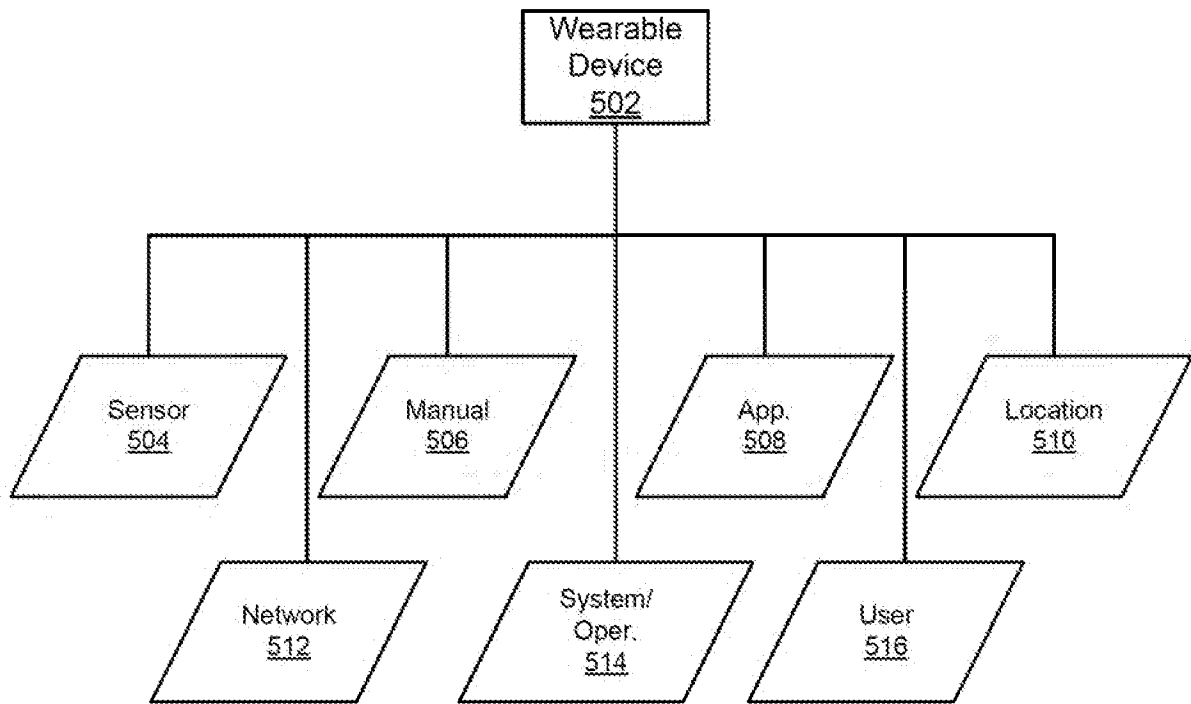 Wearable
Device
502
Sensor
504
Manual
506
App.
508
Location
510
Network
512
System/
Oper.
514
User
516